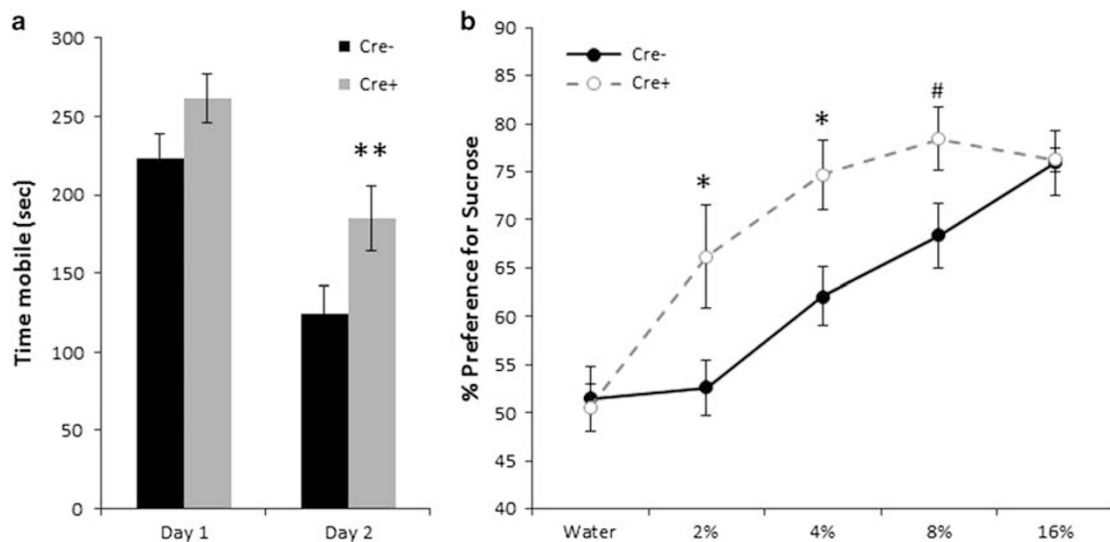 a
300
250
200
150
100
50
0
Time mobile (sec)
Cre-
Cre+
**
Day 1
Day 2
b
90
85
80
75
70
65
60
55
50
45
40
% Preference for Sucrose
Cre-
Cre+
*
*
#
Water
2%
4%
8%
16%